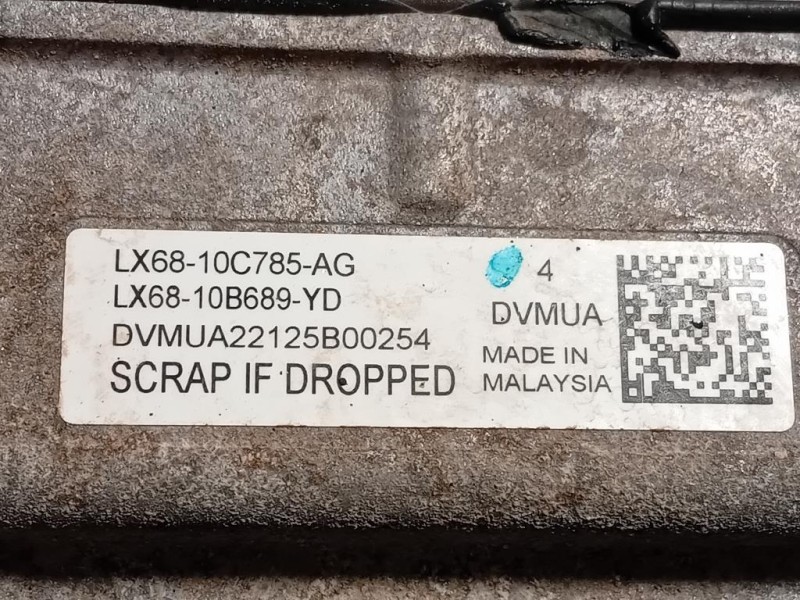 LX68-10C785-AG
LX68-10B689-YD
DVMUA22125B00254
SCRAP IF DROPPED
4
DVMUA
MADE IN
MALAYSIA